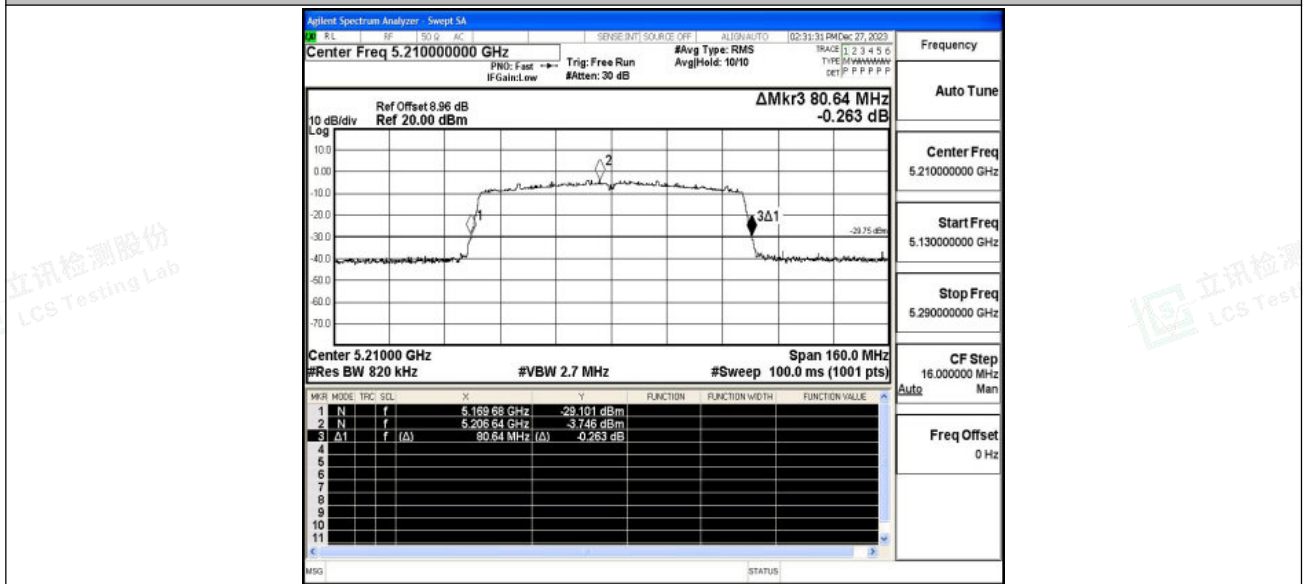 Agilent Spectrum Analyzer - Swept SA
RL RF 50 Ω AC SENSE:INT SOURCE OFF ALIGN AUTO 02:31:31 PM Dec 27, 2023
Center Freq 5.210000000 GHz
PNO: Fast
IFGain:Low
Trig: Free Run
#Atten: 30 dB
#Avg Type: RMS
Avg|Hold: 10/10
TRACE 1 2 3 4 5 6
TYPE M
DET P P P P P P
Ref Offset 8.96 dB
10 dB/div Ref 20.00 dBm
Log
ΔMkr3 80.64 MHz
-0.263 dB
10.0
0.00
-10.0
-20.0
-30.0
-40.0
-50.0
-60.0
-70.0
1
2
3Δ1
-29.75 dBm
Center 5.21000 GHz Span 160.0 MHz
#Res BW 820 kHz #VBW 2.7 MHz #Sweep 100.0 ms (1001 pts)
MKR MODE TRC SCL X Y FUNCTION FUNCTION WIDTH FUNCTION VALUE
1 N f 5.169 68 GHz -29.101 dBm
2 N f 5.206 64 GHz -3.746 dBm
3 Δ1 f (Δ) 80.64 MHz (Δ) -0.263 dB
4
5
6
7
8
9
10
11
MSG STATUS
Frequency
Auto Tune
Center Freq
5.210000000 GHz
Start Freq
5.130000000 GHz
Stop Freq
5.290000000 GHz
CF Step
16.000000 MHz
Auto Man
Freq Offset
0 Hz
立讯检测股份
LCS Testing Lab
立讯检测
LCS Test